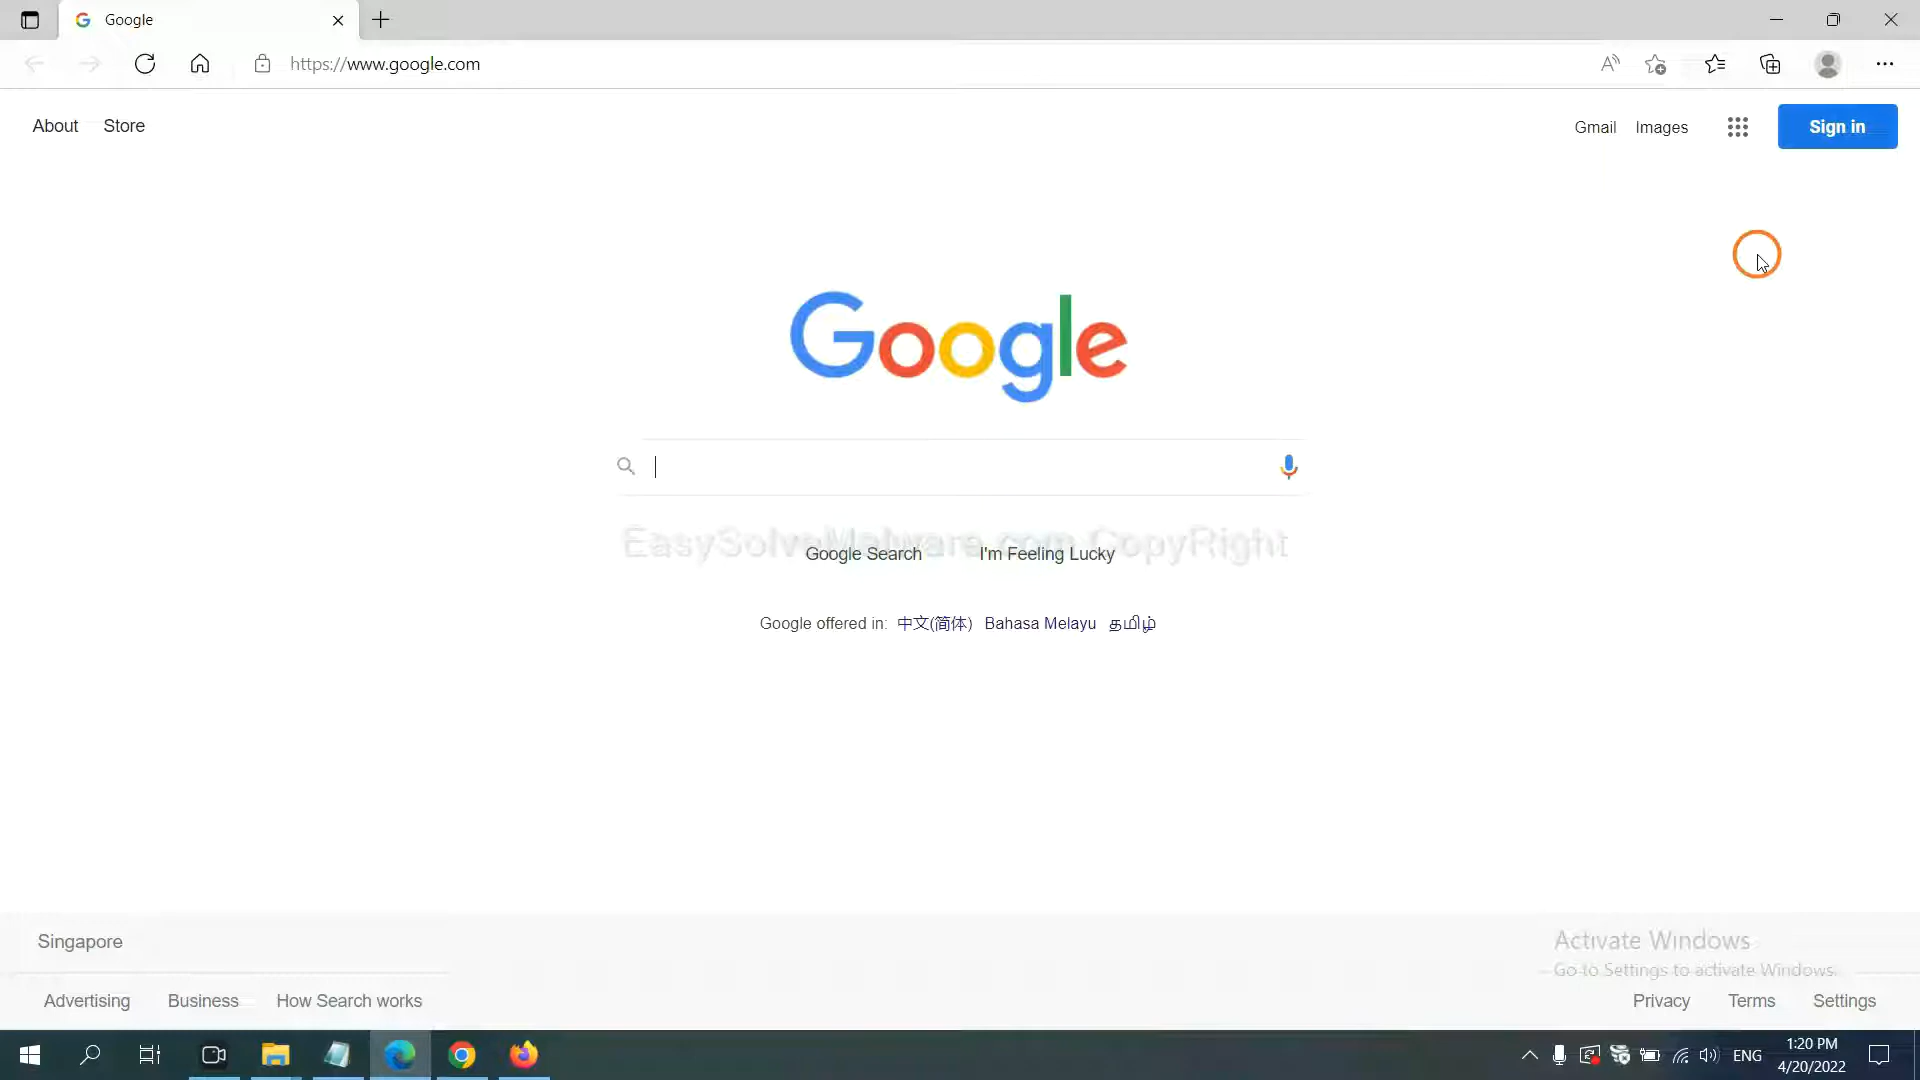 Google
https://www.google.com
About Store
Gmail Images Sign in
Google
EasySolveMalware.com CopyRight
Google Search I'm Feeling Lucky
Google offered in: 中文(简体) Bahasa Melayu தமிழ்
Singapore
Activate Windows
Go to Settings to activate Windows.
Advertising Business How Search works
Privacy Terms Settings
ENG
1:20 PM
4/20/2022